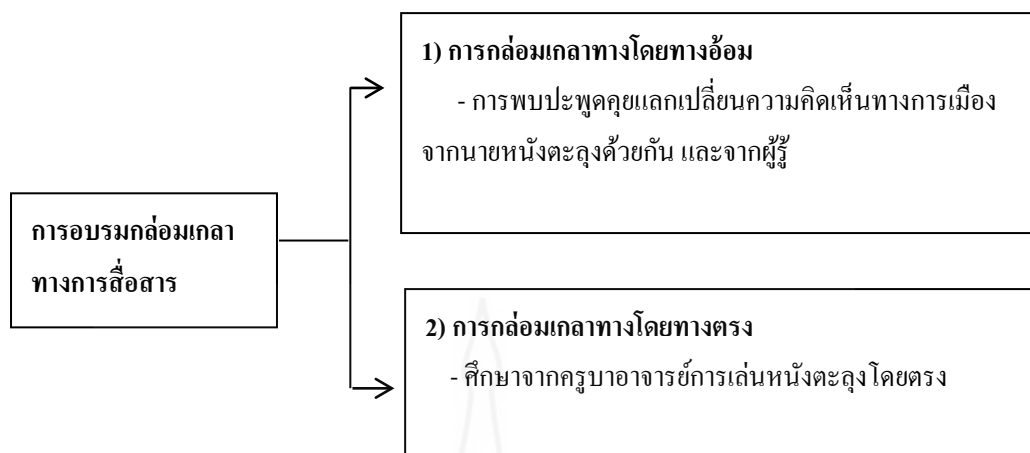 1) การกล่อมเกลาทางโดยทางอ้อม
- การพบปะพูดคุยแลกเปลี่ยนความคิดเห็นทางการเมือง
จากนายหนังตะลุงด้วยกัน และจากผู้รู้
การอบรมกล่อมเกลา
ทางการสื่อสาร
2) การกล่อมเกลาทางโดยทางตรง
- ศึกษาจากครูบาอาจารย์การเล่นหนังตะลุงโดยตรง